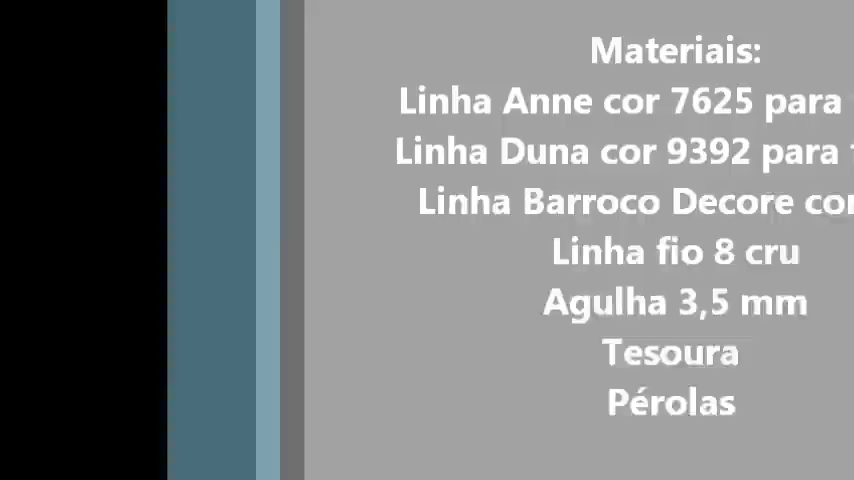 Materiais:
Linha Anne cor 7625 para
Linha Duna cor 9392 para
Linha Barroco Decore cor
Linha fio 8 cru
Agulha 3,5 mm
Tesoura
Pérolas